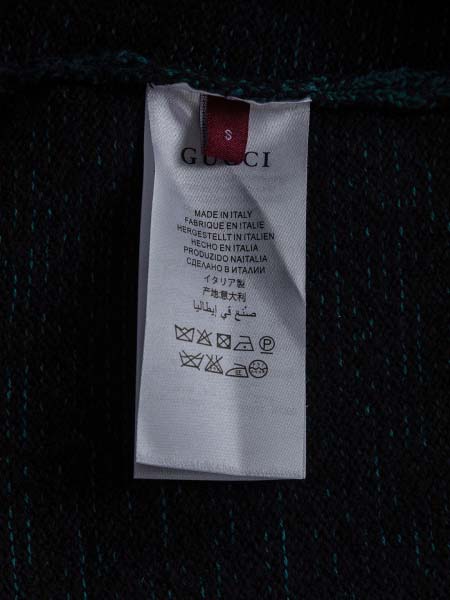 S
GUCCI
MADE IN ITALY
FABRIQUE EN ITALIE
HERGESTELLT IN ITALIEN
HECHO EN ITALIA
PRODUZIDO NAITALIA
СДЕЛАНО В ИТАЛИИ
イタリア製
产地意大利
صنع في إيطاليا
P